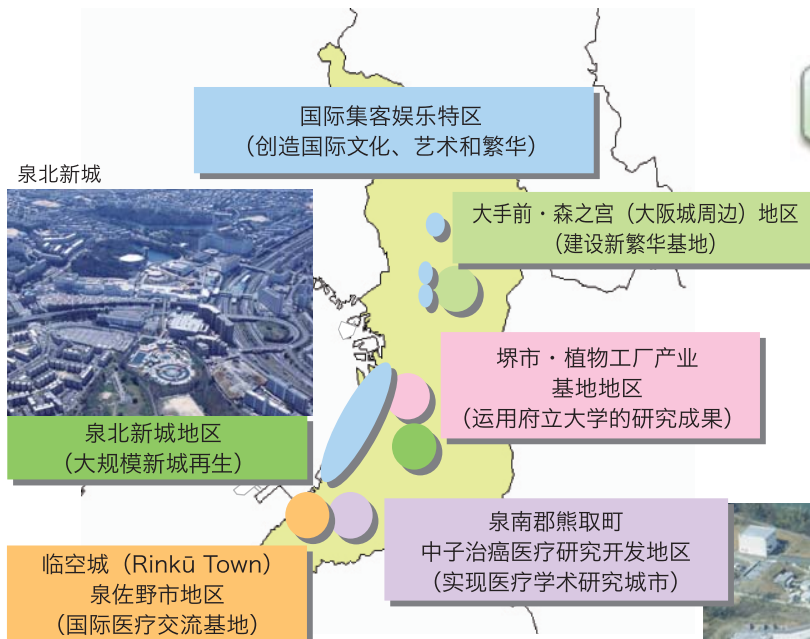 国际集客娱乐特区
（创造国际文化、艺术和繁华）
泉北新城
大手前・森之宫（大阪城周边）地区
（建设新繁华基地）
堺市・植物工厂产业
基地地区
（运用府立大学的研究成果）
泉北新城地区
（大规模新城再生）
泉南郡熊取町
中子治癌医疗研究开发地区
（实现医疗学术研究城市）
临空城（Rinkū Town）
泉佐野市地区
（国际医疗交流基地）